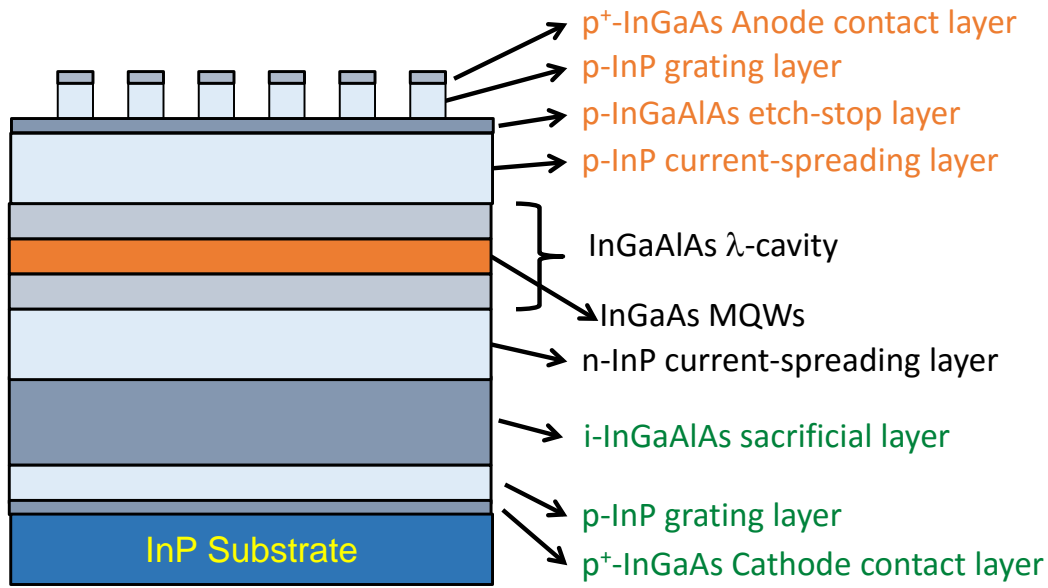 p⁺-InGaAs Anode contact layer
p-InP grating layer
p-InGaAlAs etch-stop layer
p-InP current-spreading layer
InGaAlAs λ-cavity
InGaAs MQWs
n-InP current-spreading layer
i-InGaAlAs sacrificial layer
p-InP grating layer
InP Substrate
p⁺-InGaAs Cathode contact layer